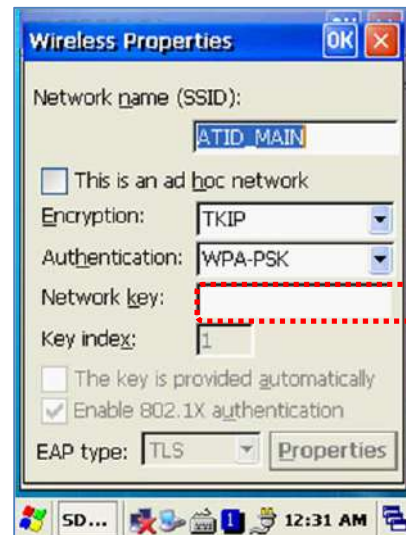 Wireless Properties OK
Network name (SSID):
ATID_MAIN
This is an ad hoc network
Encryption: TKIP
Authentication: WPA-PSK
Network key:
Key index: 1
The key is provided automatically
Enable 802.1X authentication
EAP type: TLS Properties
SD... 1 12:31 AM